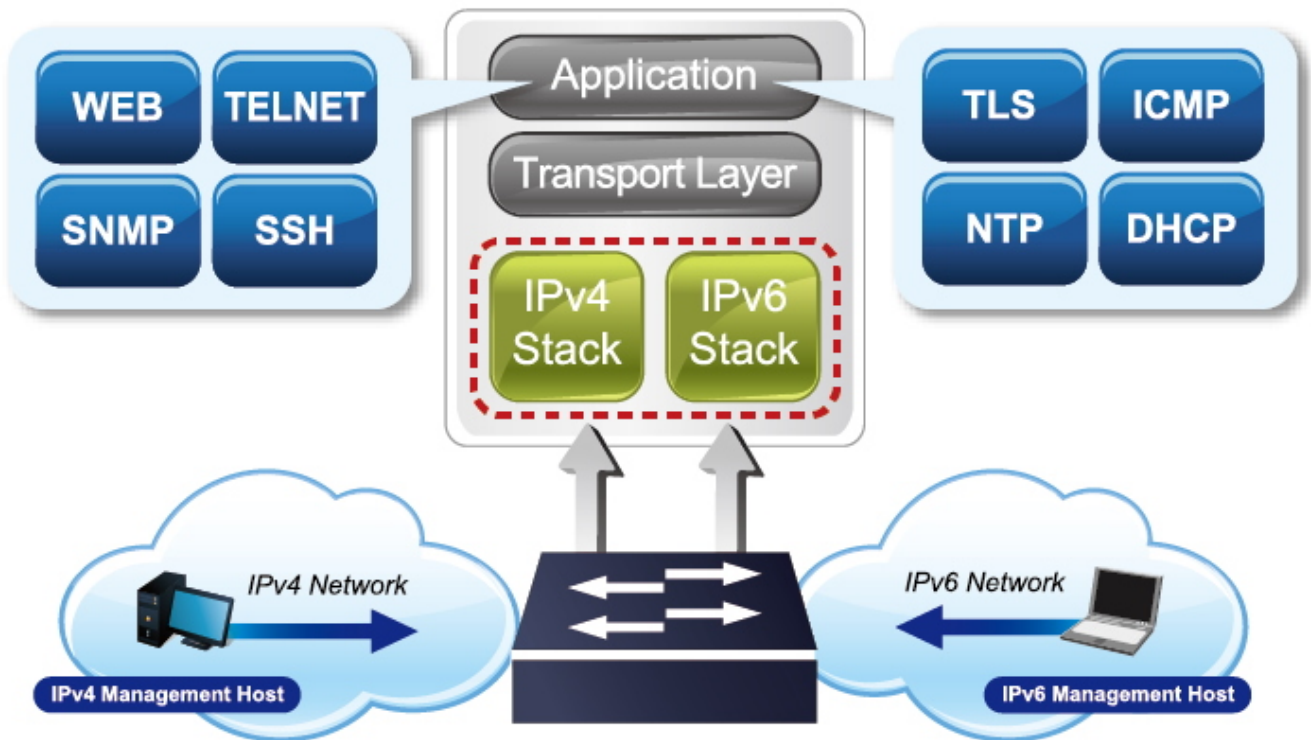 WEB
TELNET
SNMP
SSH
Application
Transport Layer
IPv4
Stack
IPv6
Stack
TLS
ICMP
NTP
DHCP
IPv4 Network
IPv4 Management Host
IPv6 Network
IPv6 Management Host